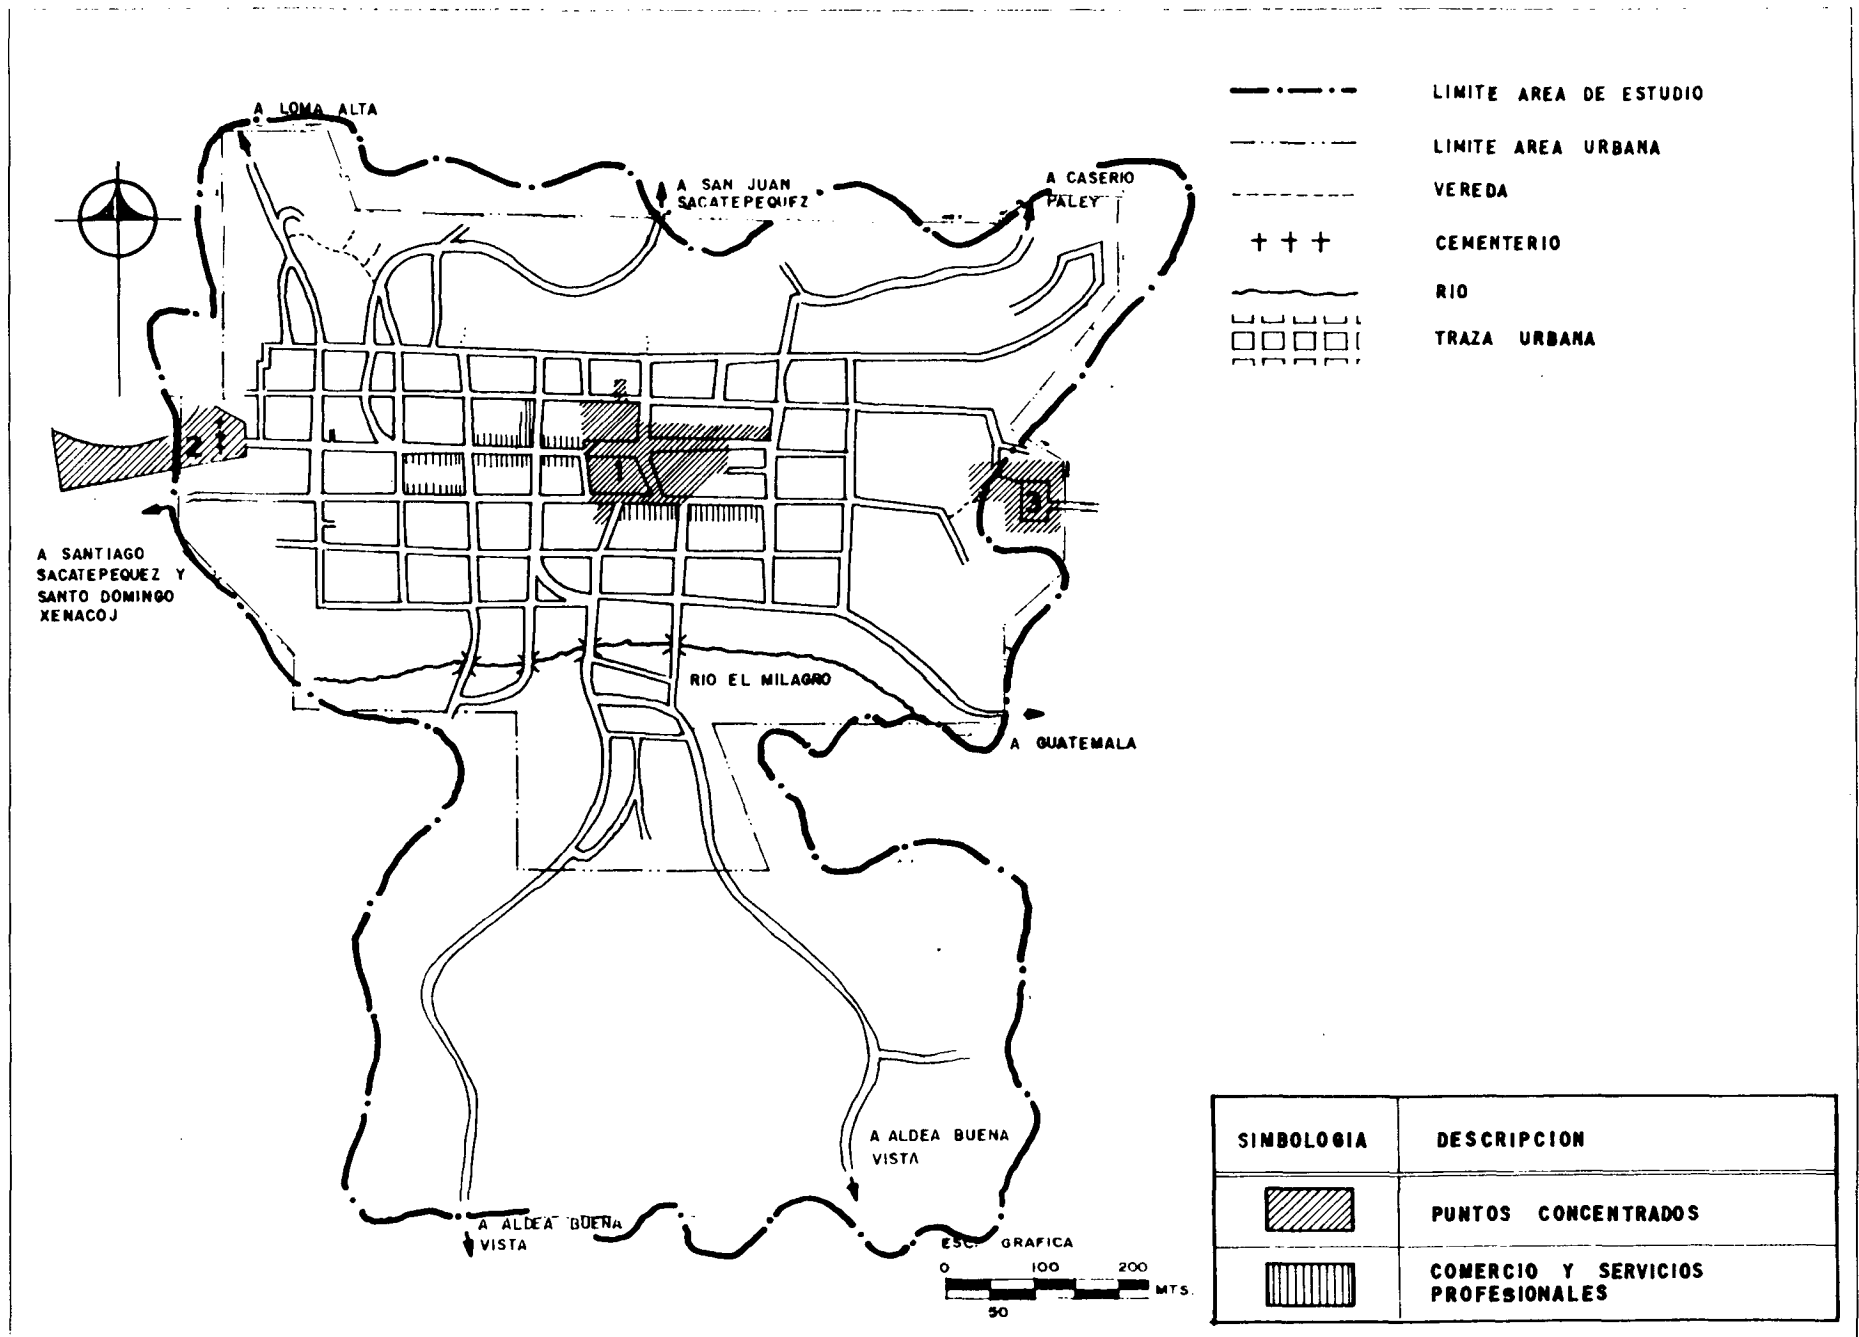 A LOMA ALTA
A SAN JUAN
SACATEPEQUEZ
A CASERIO
PALEY
LIMITE AREA DE ESTUDIO
LIMITE AREA URBANA
VEREDA
CEMENTERIO
RIO
TRAZA URBANA
2
1
3
A SANTIAGO
SACATEPEQUEZ Y
SANTO DOMINGO
XENACOJ
RIO EL MILAGRO
A GUATEMALA
A ALDEA BUENA
VISTA
A ALDEA BUENA
VISTA
ESC. GRAFICA
0 100 200
MTS.
50
SIMBOLOGIA DESCRIPCION
PUNTOS CONCENTRADOS
COMERCIO Y SERVICIOS
PROFESIONALES